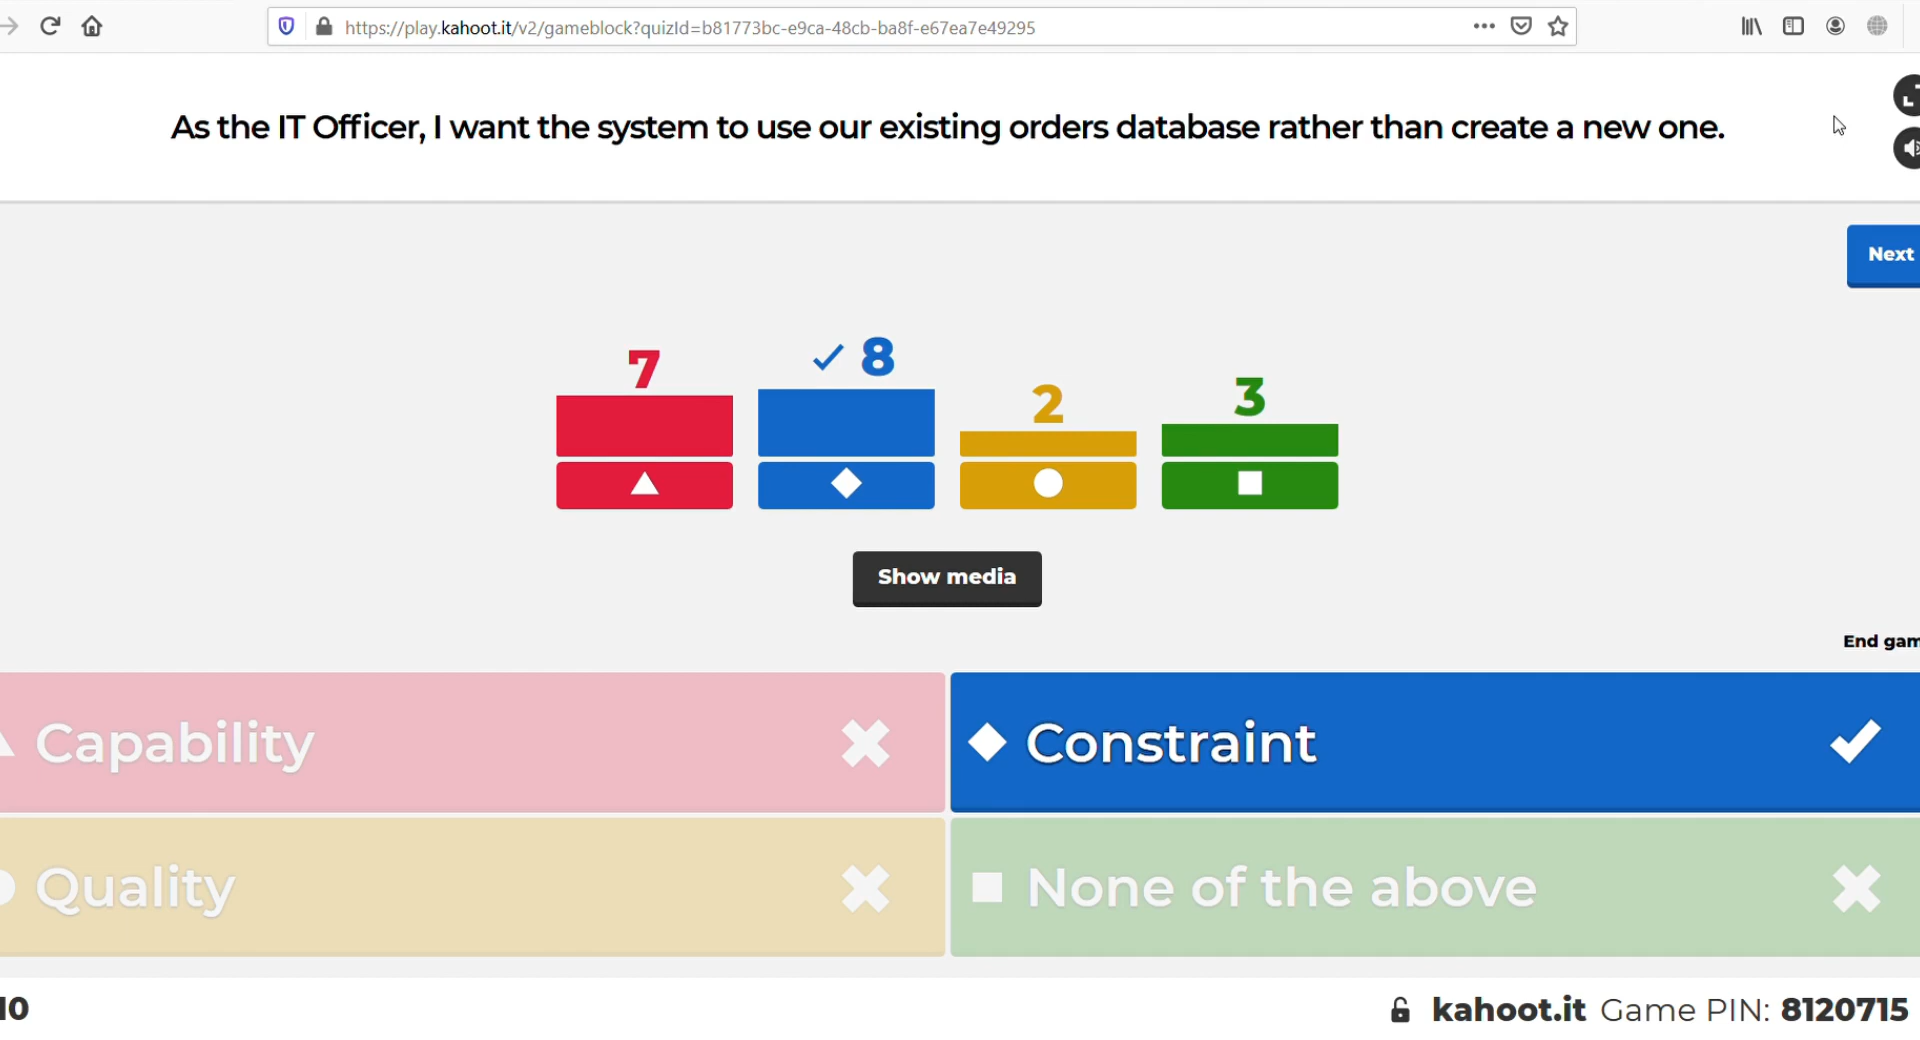 https://play.kahoot.it/v2/gameblock?quizId=b81773bc-e9ca-48cb-ba8f-e67ea7e49295
As the IT Officer, I want the system to use our existing orders database rather than create a new one.
Next
7
8
2
3
Show media
End gam
Capability
Constraint
Quality
None of the above
10
kahoot.it Game PIN: 8120715